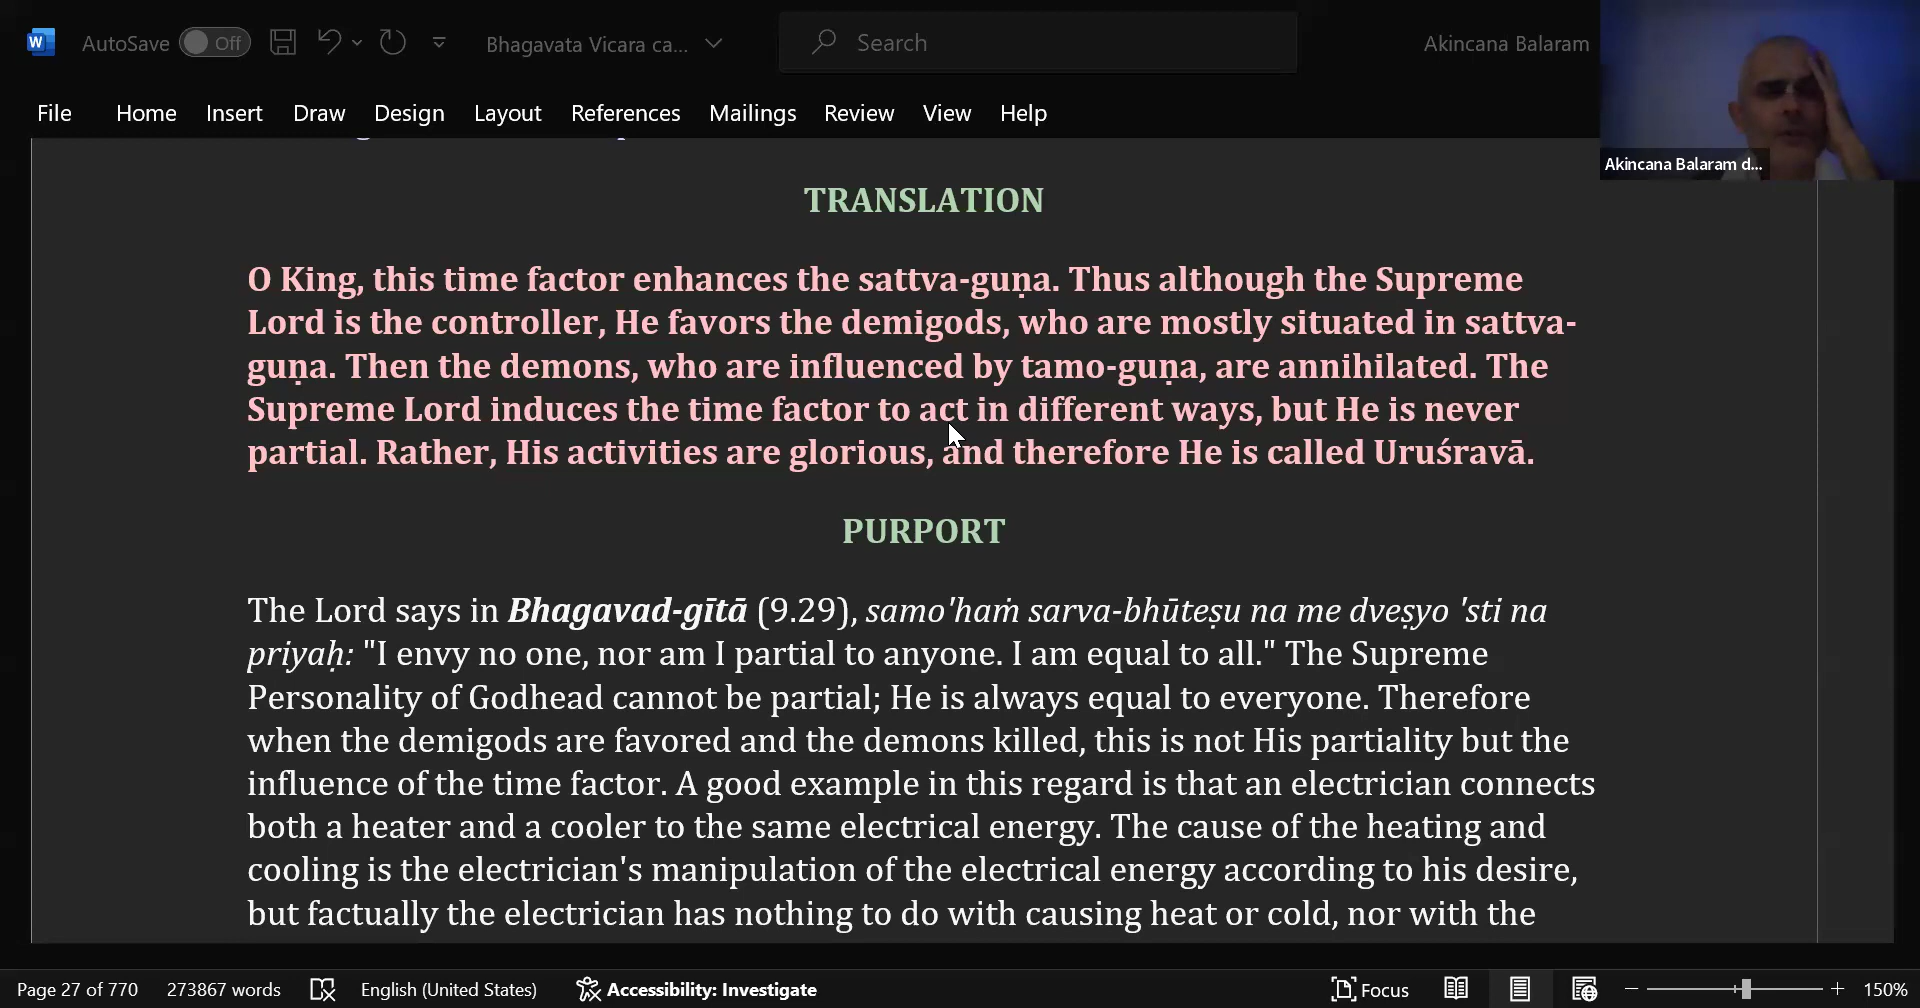 W AutoSave Off Bhagavata Vicara ca... Search Akincana Balaram
File Home Insert Draw Design Layout References Mailings Review View Help
Akincana Balaram d...
TRANSLATION
O King, this time factor enhances the sattva-guṇa. Thus although the Supreme
Lord is the controller, He favors the demigods, who are mostly situated in sattva-
guṇa. Then the demons, who are influenced by tamo-guṇa, are annihilated. The
Supreme Lord induces the time factor to act in different ways, but He is never
partial. Rather, His activities are glorious, and therefore He is called Uruśravā.
PURPORT
The Lord says in Bhagavad-gītā (9.29), samo'haṁ sarva-bhūteṣu na me dveṣyo 'sti na
priyaḥ: "I envy no one, nor am I partial to anyone. I am equal to all." The Supreme
Personality of Godhead cannot be partial; He is always equal to everyone. Therefore
when the demigods are favored and the demons killed, this is not His partiality but the
influence of the time factor. A good example in this regard is that an electrician connects
both a heater and a cooler to the same electrical energy. The cause of the heating and
cooling is the electrician's manipulation of the electrical energy according to his desire,
but factually the electrician has nothing to do with causing heat or cold, nor with the
Page 27 of 770 273867 words English (United States) Accessibility: Investigate Focus 150%